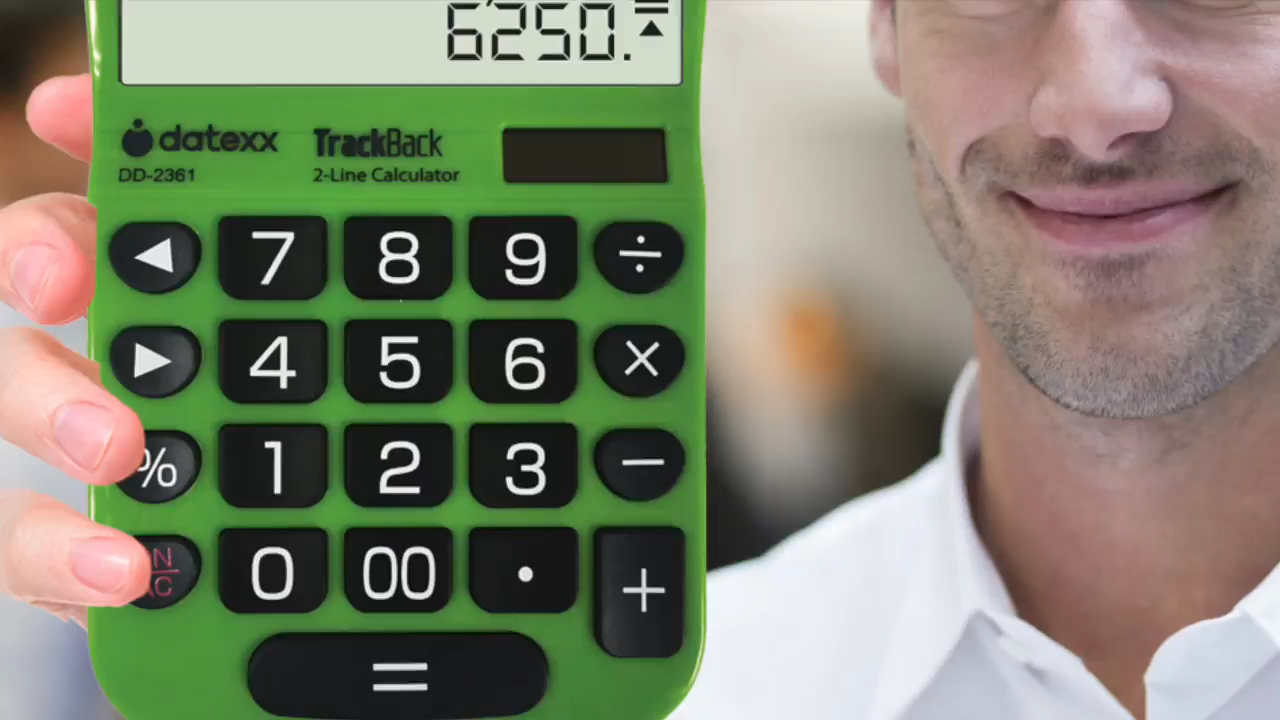 6250.
datexx TrackBack
DD-2361 2-Line Calculator
7 8 9 ÷
4 5 6 ×
% 1 2 3 −
0 00 · +
=